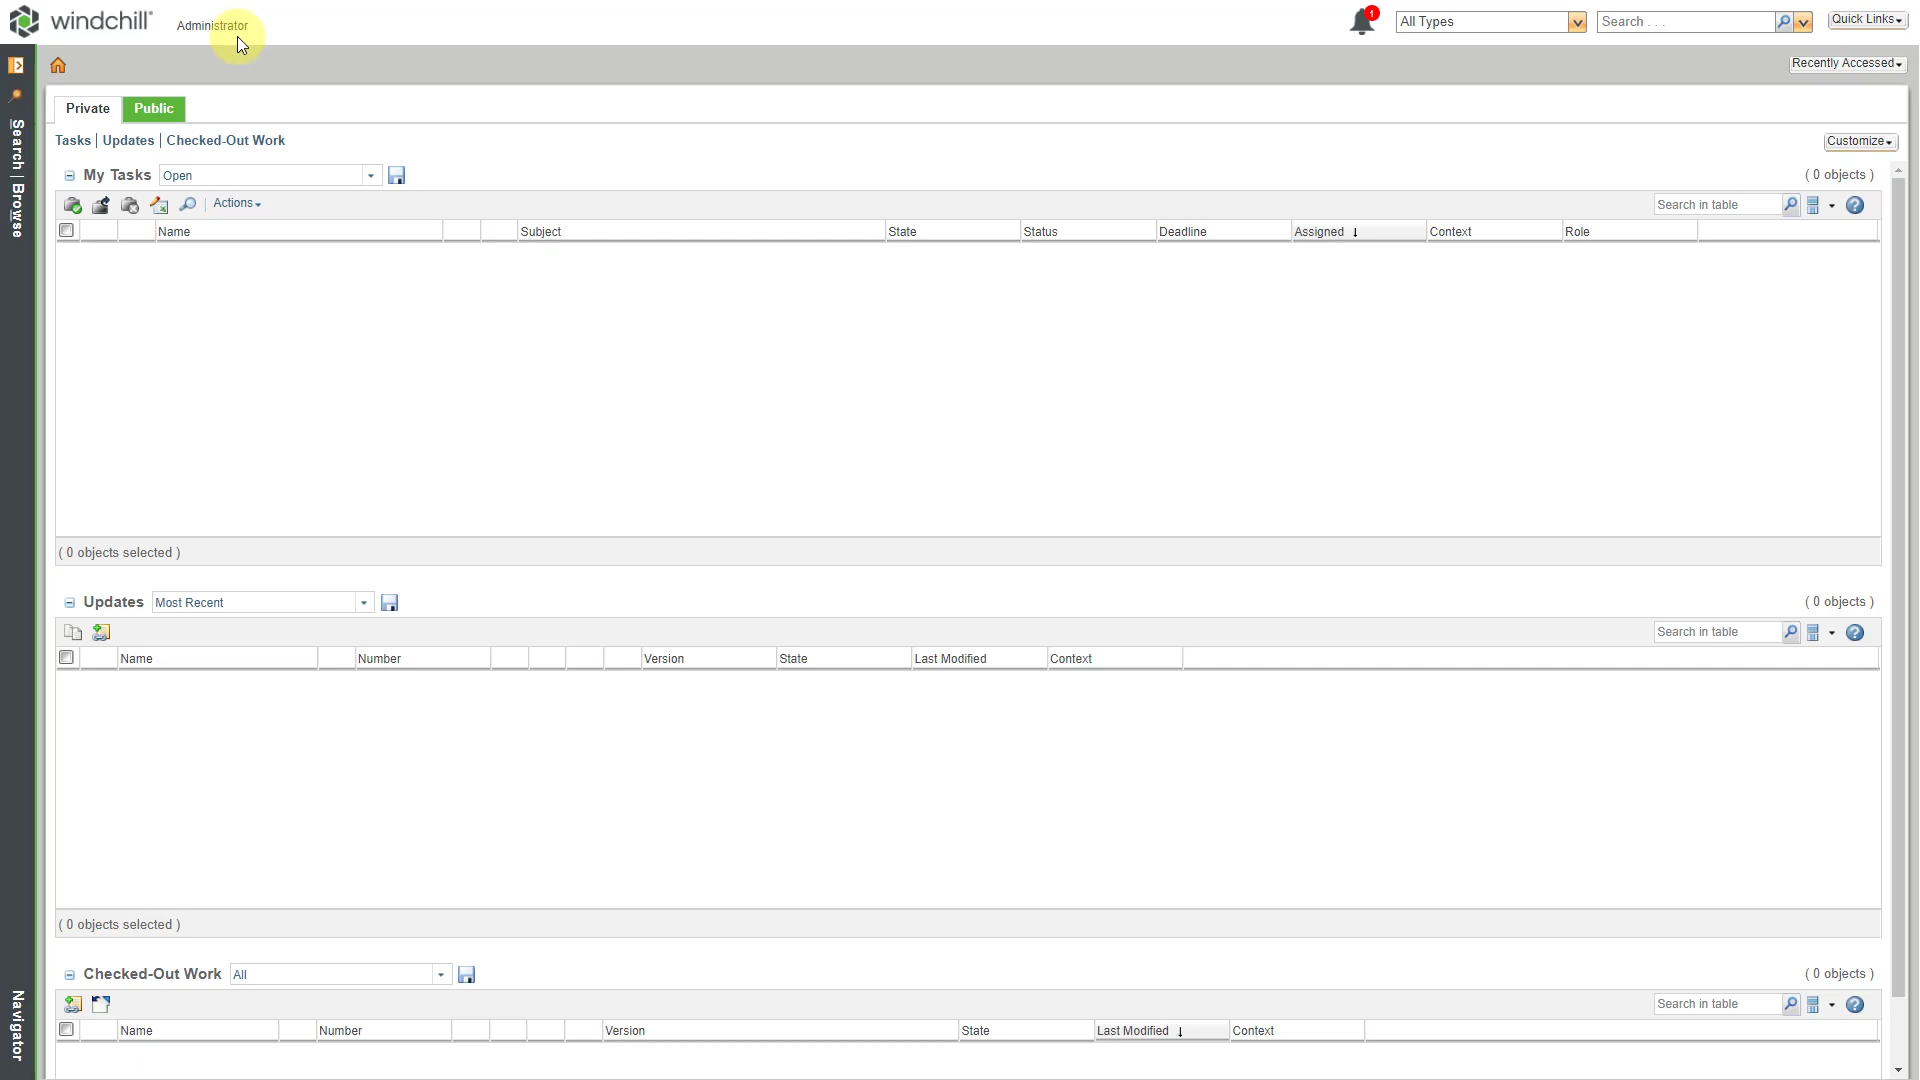 windchill® Administrator 1 All Types Search . . . Quick Links
Recently Accessed
Private Public
Tasks | Updates | Checked-Out Work Customize
My Tasks Open ( 0 objects )
Actions Search in table
Name Subject State Status Deadline Assigned ↓ Context Role
( 0 objects selected )
Updates Most Recent ( 0 objects )
Search in table
Name Number Version State Last Modified Context
( 0 objects selected )
Checked-Out Work All ( 0 objects )
Search in table
Name Number Version State Last Modified ↓ Context
Search | Browse
Navigator